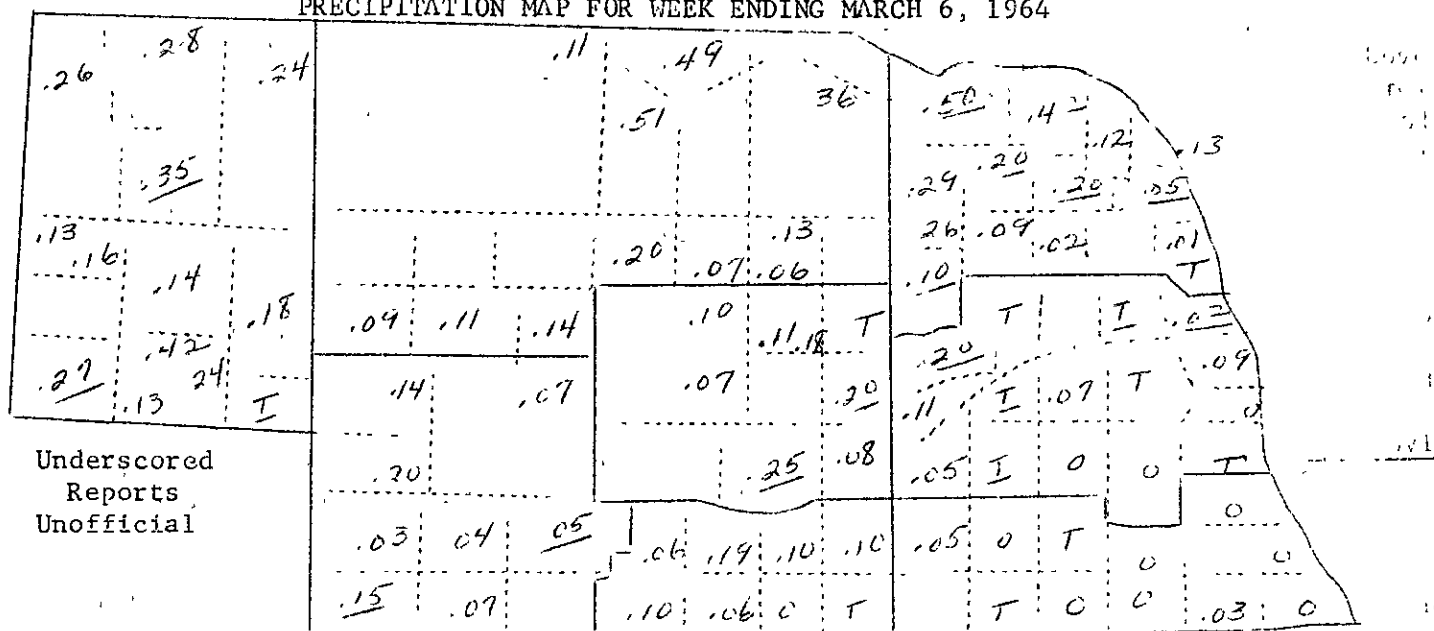 PRECIPITATION MAP FOR WEEK ENDING MARCH 6, 1964
.26 .28 .24 .11 .49 36 .50 .42
.51 .12 .13
.35 .29 .20 .20 .05
.13 .16 .20 .07 .13 .06 26 .09 .02 .01
.14 .10 T
.18 .09 .11 .14 .10 .11 .18 T T T .02
.42 .20 .09
.27 .13 24 T .14 .07 .07 .20 .11 T .07 T 0
.20 .25 .08 .05 T 0 0 T
Underscored
Reports
Unofficial
.03 04 05 .06 .19 .10 .10 .05 0 T 0 0 0
.15 .07 .10 .06 0 T T 0 0 .03 0